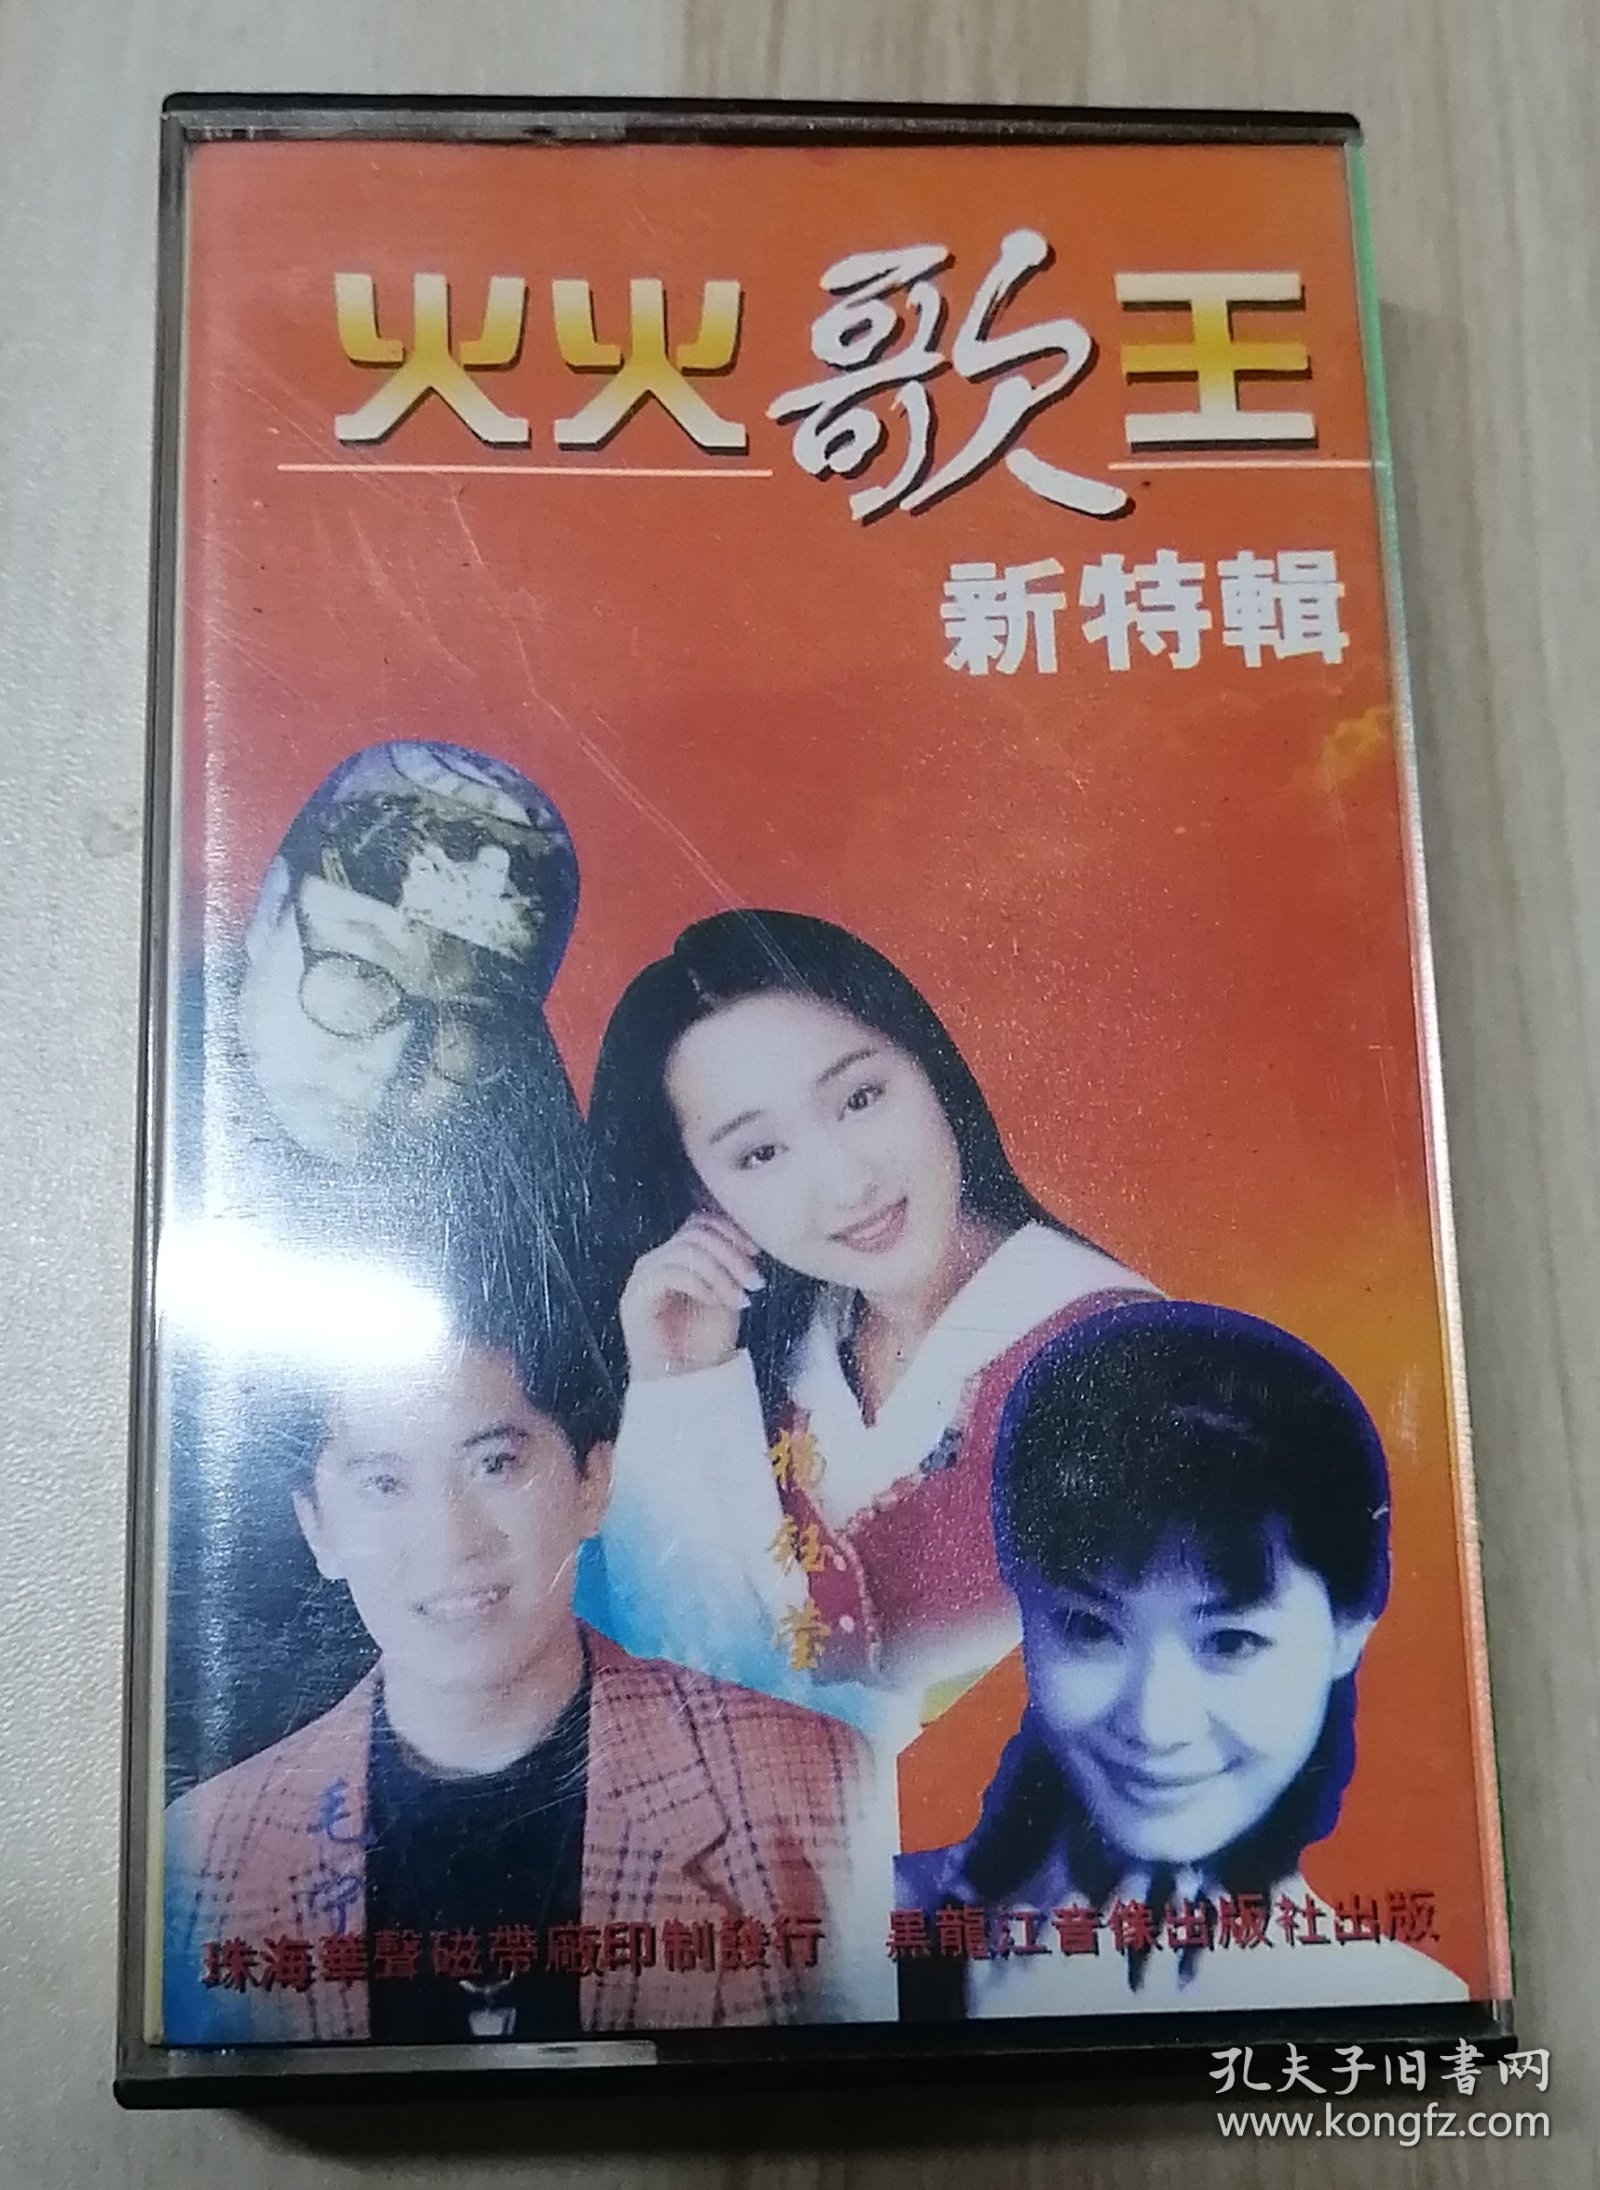 火火歌王
新特輯
楊鈺莹
毛宁
珠海華聲磁帶廠印制發行
黑龍江音像出版社出版
孔夫子旧书网
www.kongfz.com